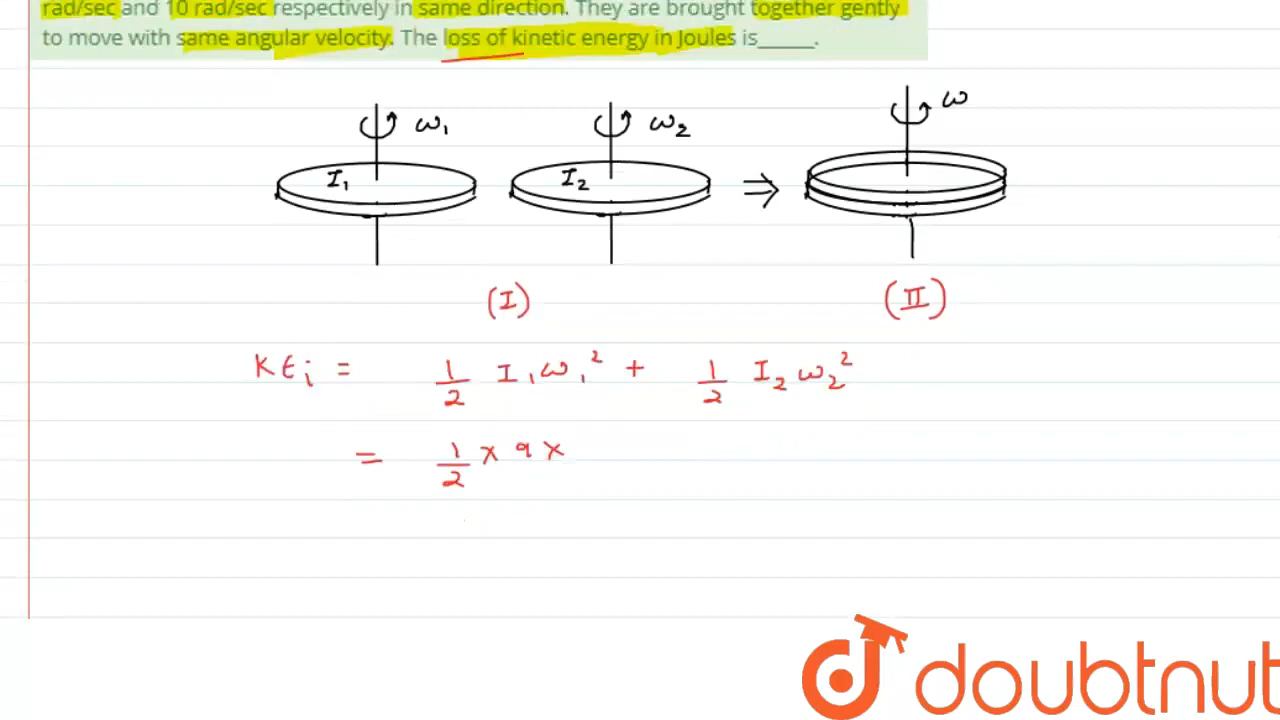 rad/sec and 10 rad/sec respectively in same direction. They are brought together gently
to move with same angular velocity. The loss of kinetic energy in Joules is______.
ω₁ ω₂ ω
I₁ I₂ ⇒
(I) (II)
KEᵢ = 1/2 I₁ω₁² + 1/2 I₂ω₂²
= 1/2 × 9 ×
doubtnut